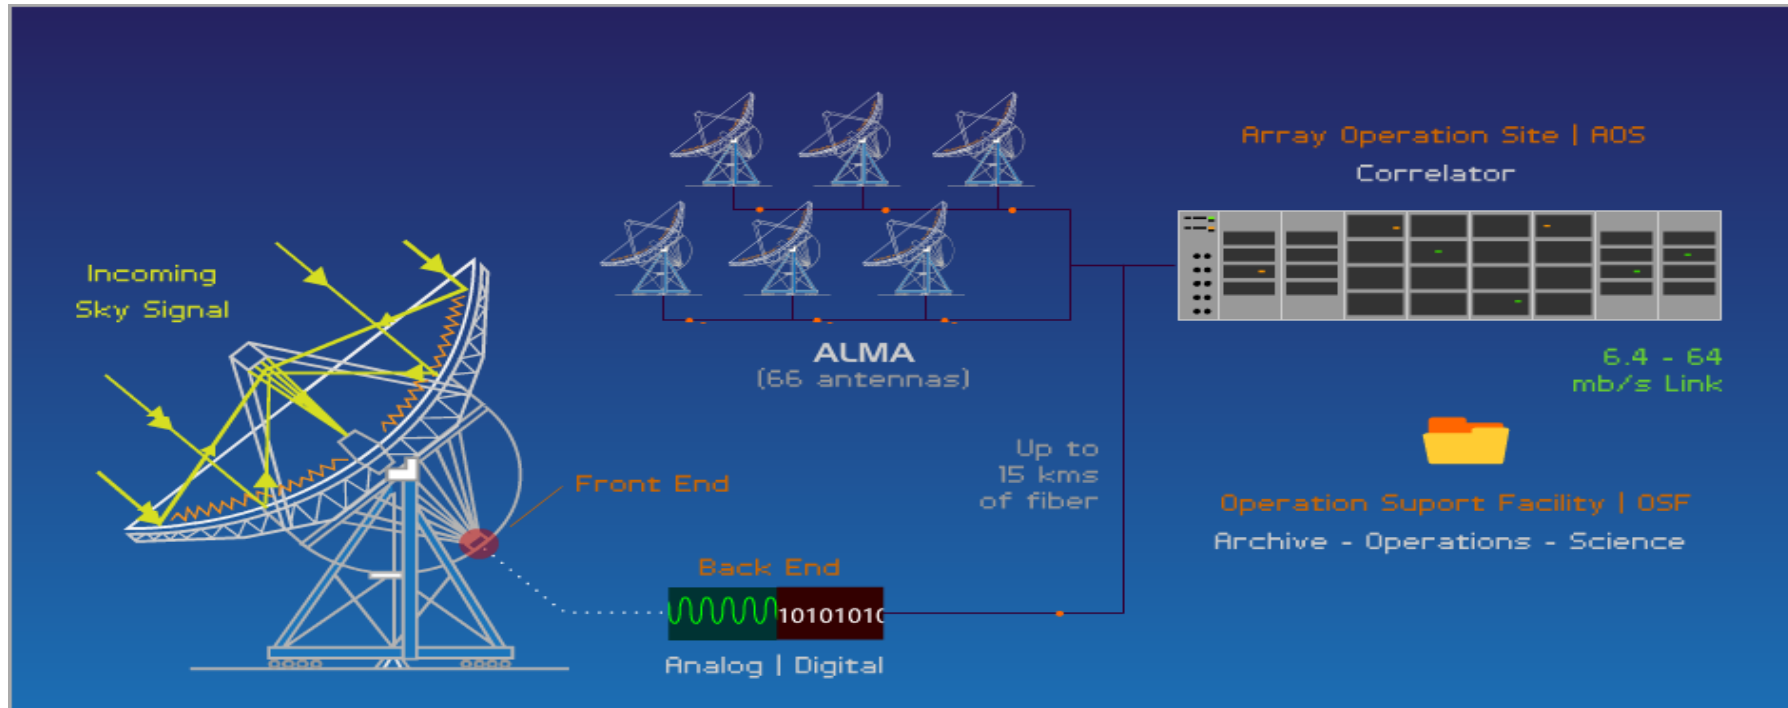 Incoming
Sky Signal
Front End
Back End
10101010
Analog | Digital
ALMA
(66 antennas)
Up to
15 kms
of fiber
Array Operation Site | AOS
Correlator
6.4 - 64
mb/s Link
Operation Suport Facility | OSF
Archive - Operations - Science